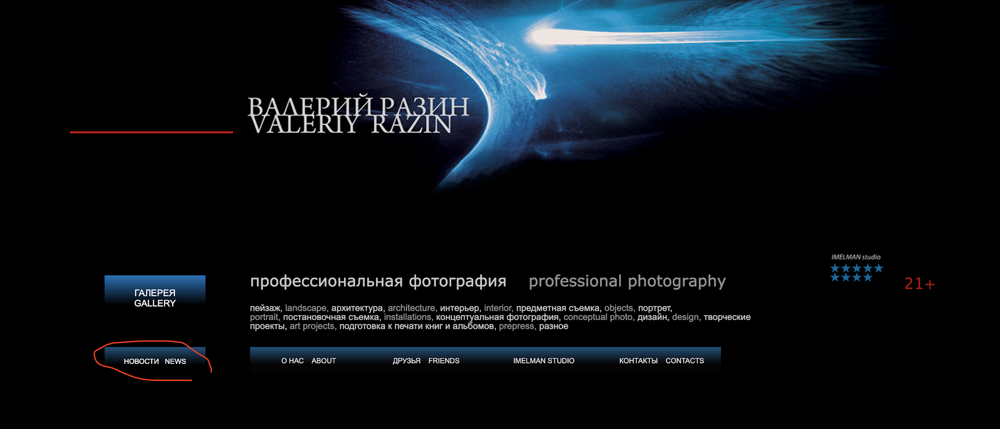 ВАЛЕРИЙ РАЗИН
VALERIY RAZIN
IMELMAN studio
профессиональная фотография professional photography
21+
ГАЛЕРЕЯ
GALLERY
пейзаж, landscape, архитектура, architecture, интерьер, interior, предметная съемка, objects, портрет,
portrait, постановочная съемка, installations, концептуальная фотография, conceptual photo, дизайн, design, творческие
проекты, art projects, подготовка к печати книг и альбомов, prepress, разное
НОВОСТИ NEWS
О НАС ABOUT ДРУЗЬЯ FRIENDS IMELMAN STUDIO КОНТАКТЫ CONTACTS